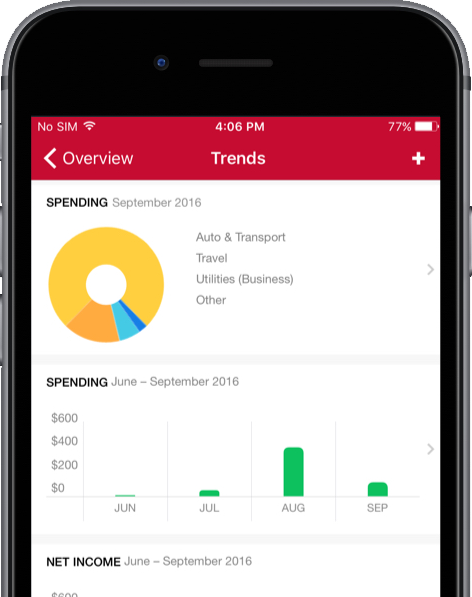 No SIM 4:06 PM 77%
Overview Trends +
SPENDING September 2016
Auto & Transport
Travel
Utilities (Business)
Other
SPENDING June – September 2016
$600
$400
$200
$0
JUN JUL AUG SEP
NET INCOME June – September 2016
$600